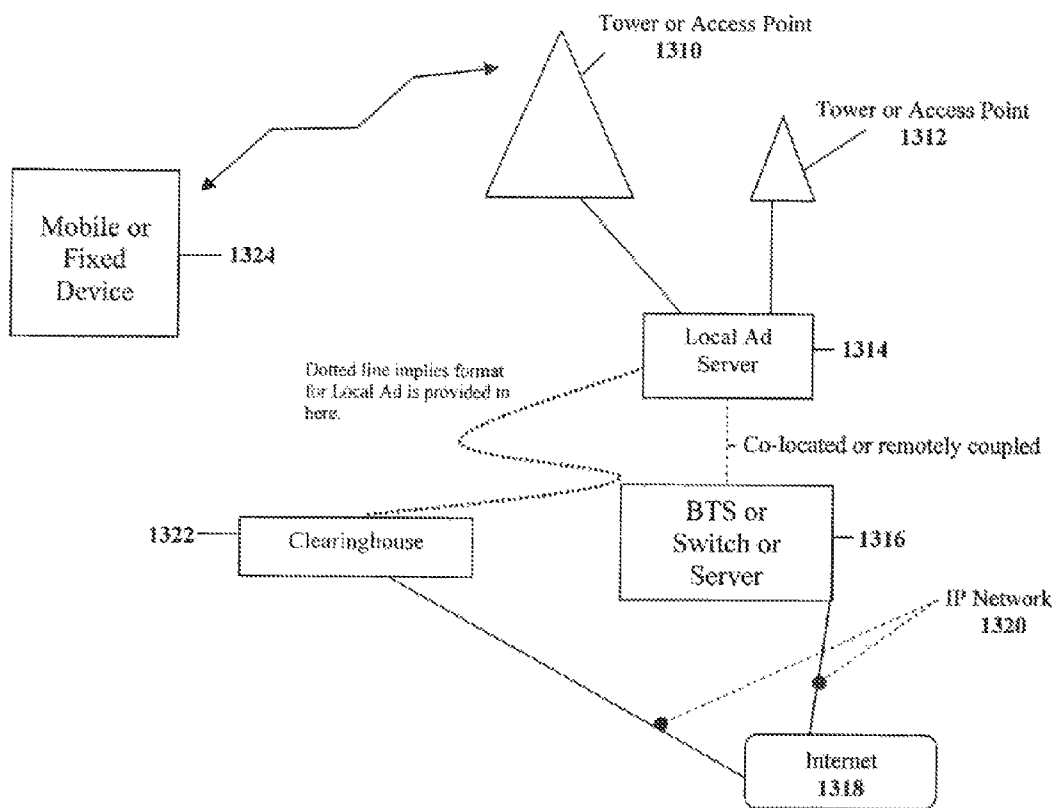 Tower or Access Point
1310
Tower or Access Point
1312
Mobile or
Fixed
Device
1324
Local Ad
Server
1314
Dotted line implies format
for Local Ad is provided to
here.
Co-located or remotely coupled
1322
Clearinghouse
BTS or
Switch or
Server
1316
IP Network
1320
Internet
1318